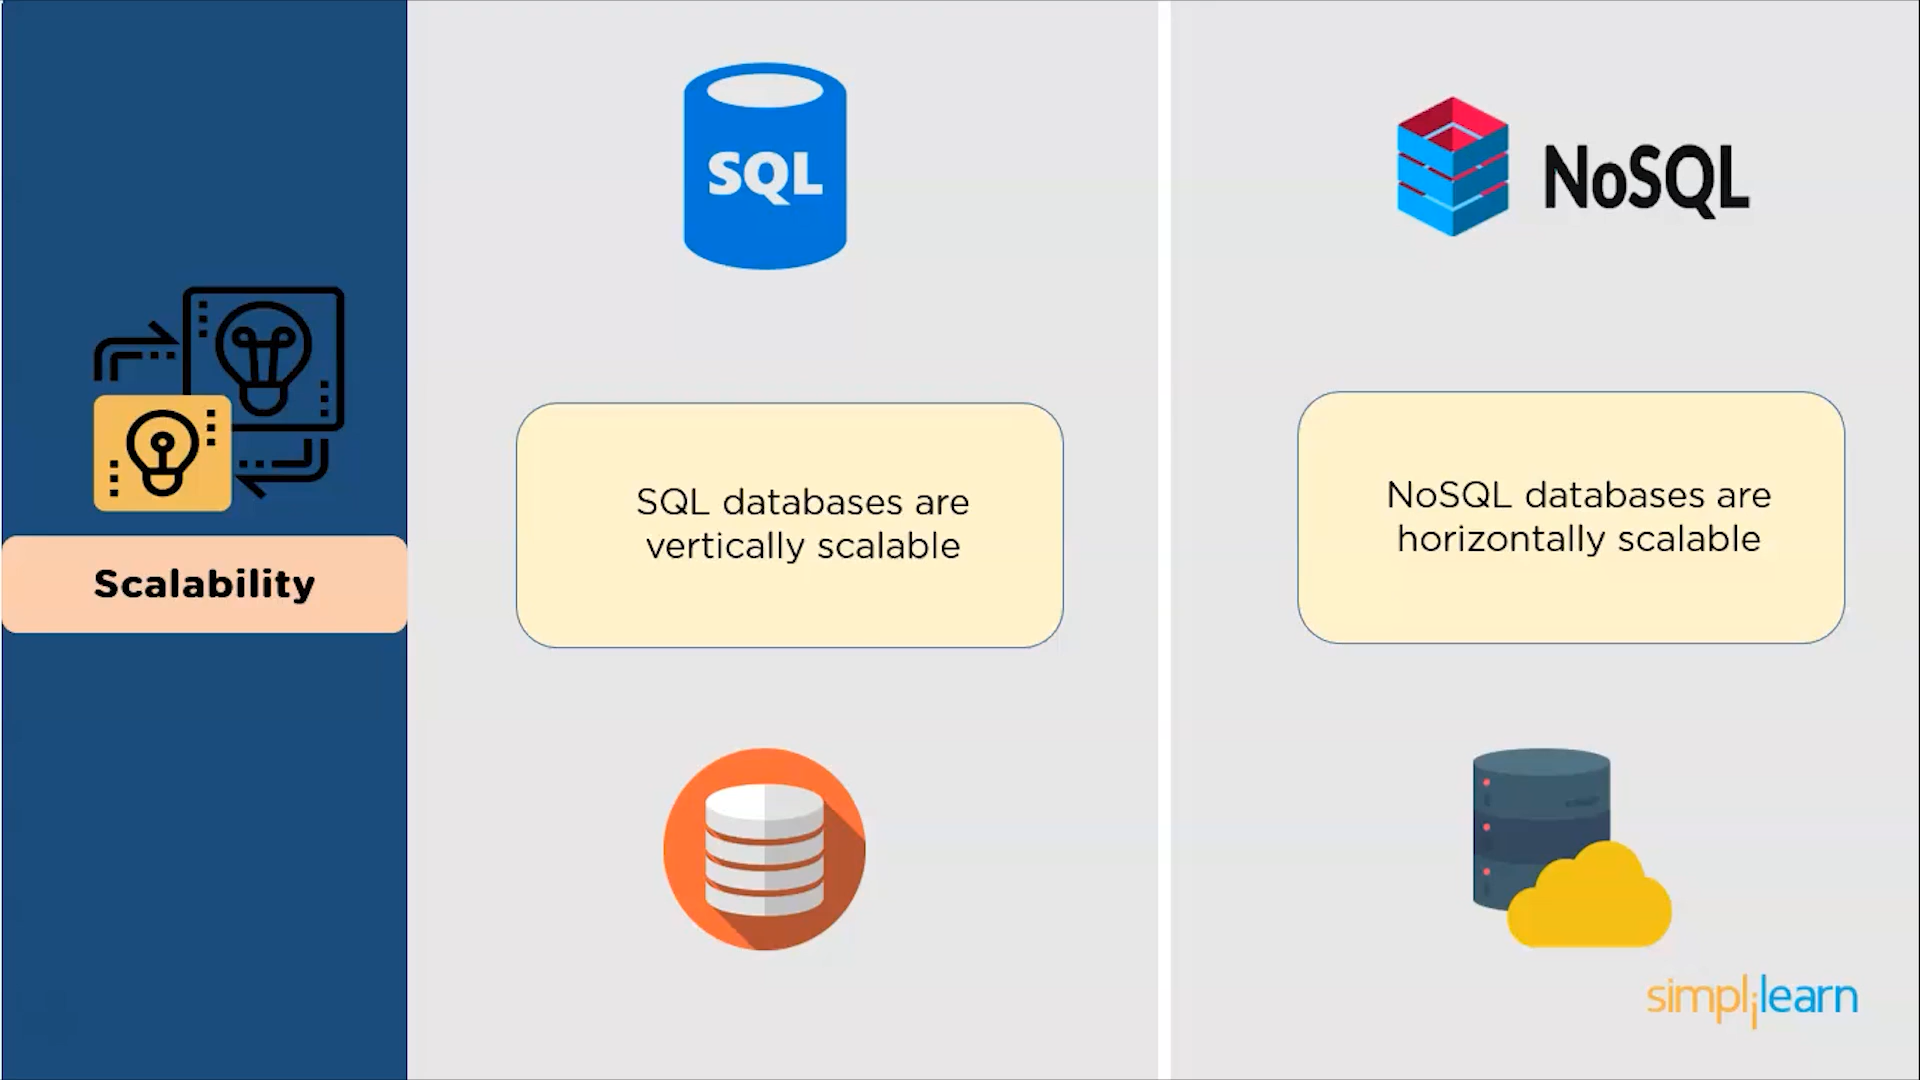 SQL
NoSQL
SQL databases are
vertically scalable
NoSQL databases are
horizontally scalable
Scalability
simplilearn